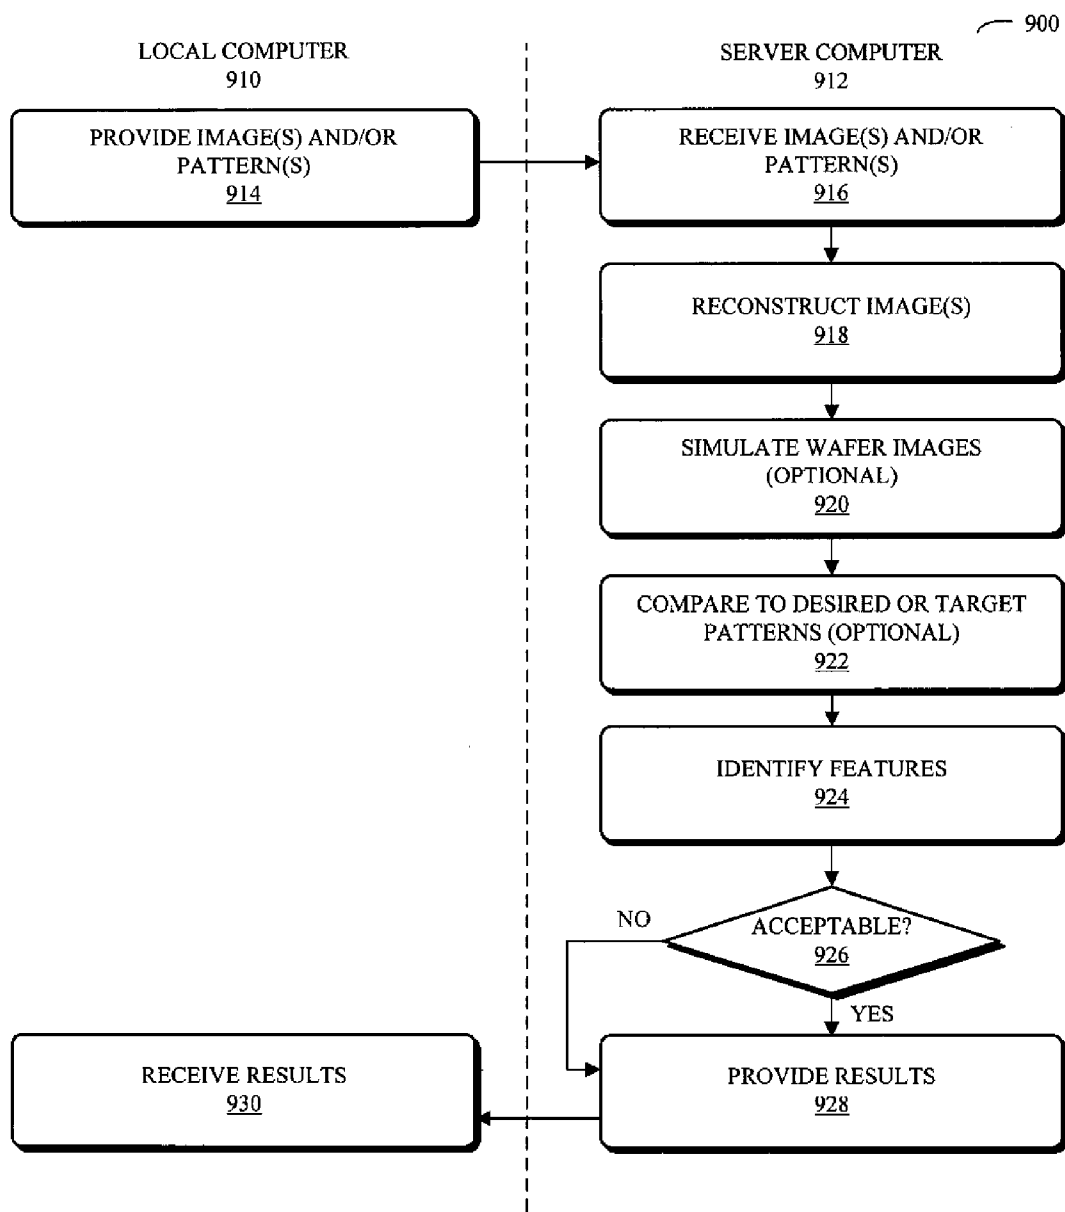 900
LOCAL COMPUTER
910
SERVER COMPUTER
912
PROVIDE IMAGE(S) AND/OR
PATTERN(S)
914
RECEIVE IMAGE(S) AND/OR
PATTERN(S)
916
RECONSTRUCT IMAGE(S)
918
SIMULATE WAFER IMAGES
(OPTIONAL)
920
COMPARE TO DESIRED OR TARGET
PATTERNS (OPTIONAL)
922
IDENTIFY FEATURES
924
NO
ACCEPTABLE?
926
YES
RECEIVE RESULTS
930
PROVIDE RESULTS
928